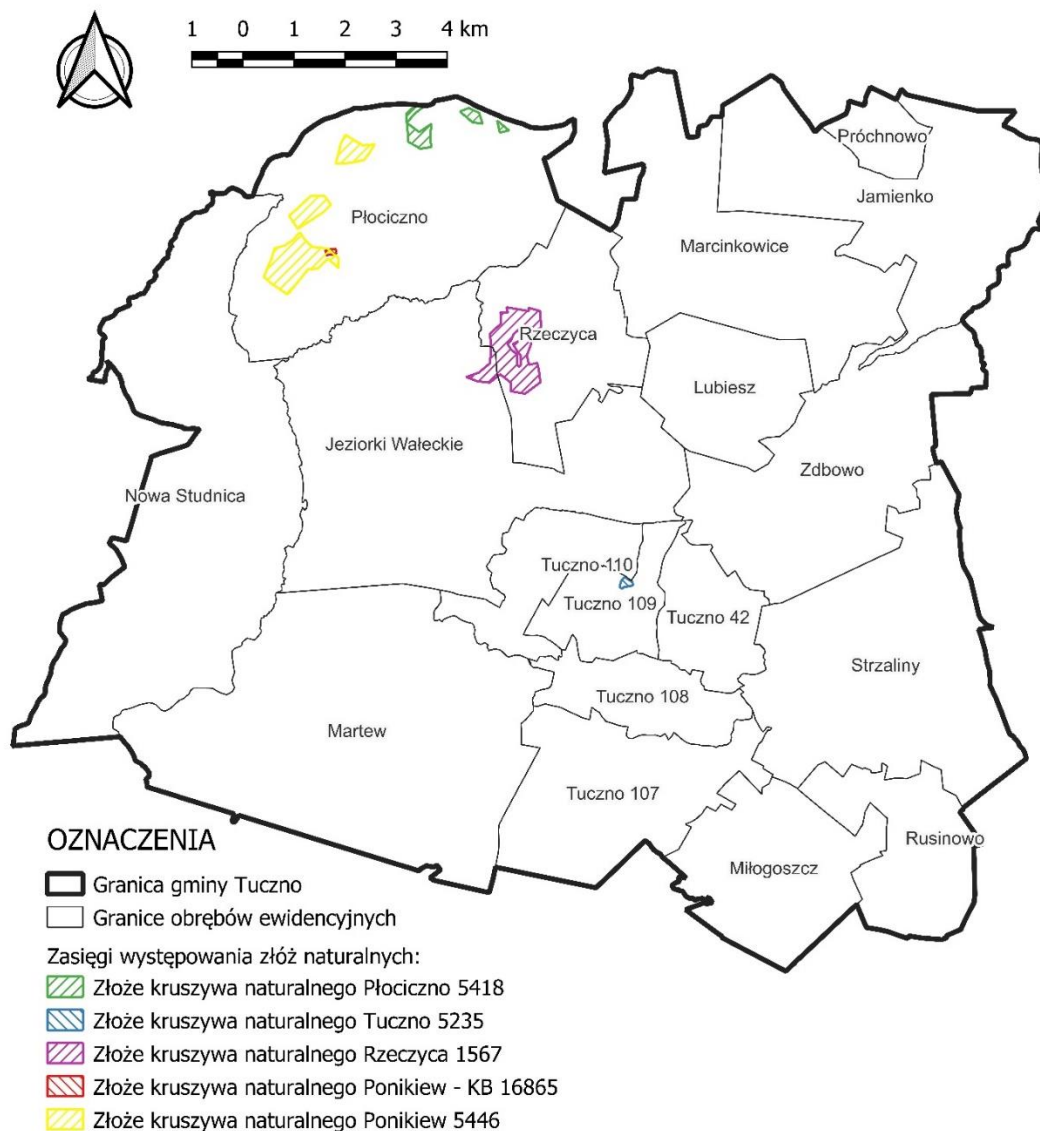 1 0 1 2 3 4 km
Próchnowo
Jamienko
Płociczno
Marcinkowice
Rzeczyca
Lubiesz
Jeziorki Wałeckie
Zdbowo
Nowa Studnica
Tuczno 110
Tuczno 109
Tuczno 42
Strzaliny
Tuczno 108
Martew
Tuczno 107
Rusinowo
Miłogoszcz
OZNACZENIA
Granica gminy Tuczno
Granice obrębów ewidencyjnych
Zasięgi występowania złóż naturalnych:
Złoże kruszywa naturalnego Płociczno 5418
Złoże kruszywa naturalnego Tuczno 5235
Złoże kruszywa naturalnego Rzeczyca 1567
Złoże kruszywa naturalnego Ponikiew - KB 16865
Złoże kruszywa naturalnego Ponikiew 5446